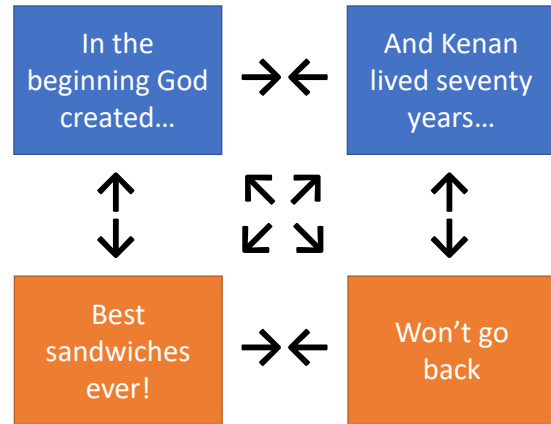 In the
beginning God
created…
And Kenan
lived seventy
years…
Best
sandwiches
ever!
Won’t go
back